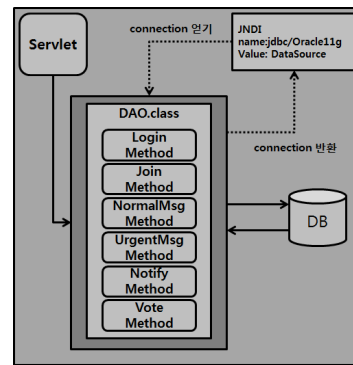 connection 얻기
Servlet
JNDI
name:jdbc/Oracle11g
Value: DataSource
DAO.class
Login
Method
Join
Method
NormalMsg
Method
UrgentMsg
Method
Notify
Method
Vote
Method
connection 반환
DB